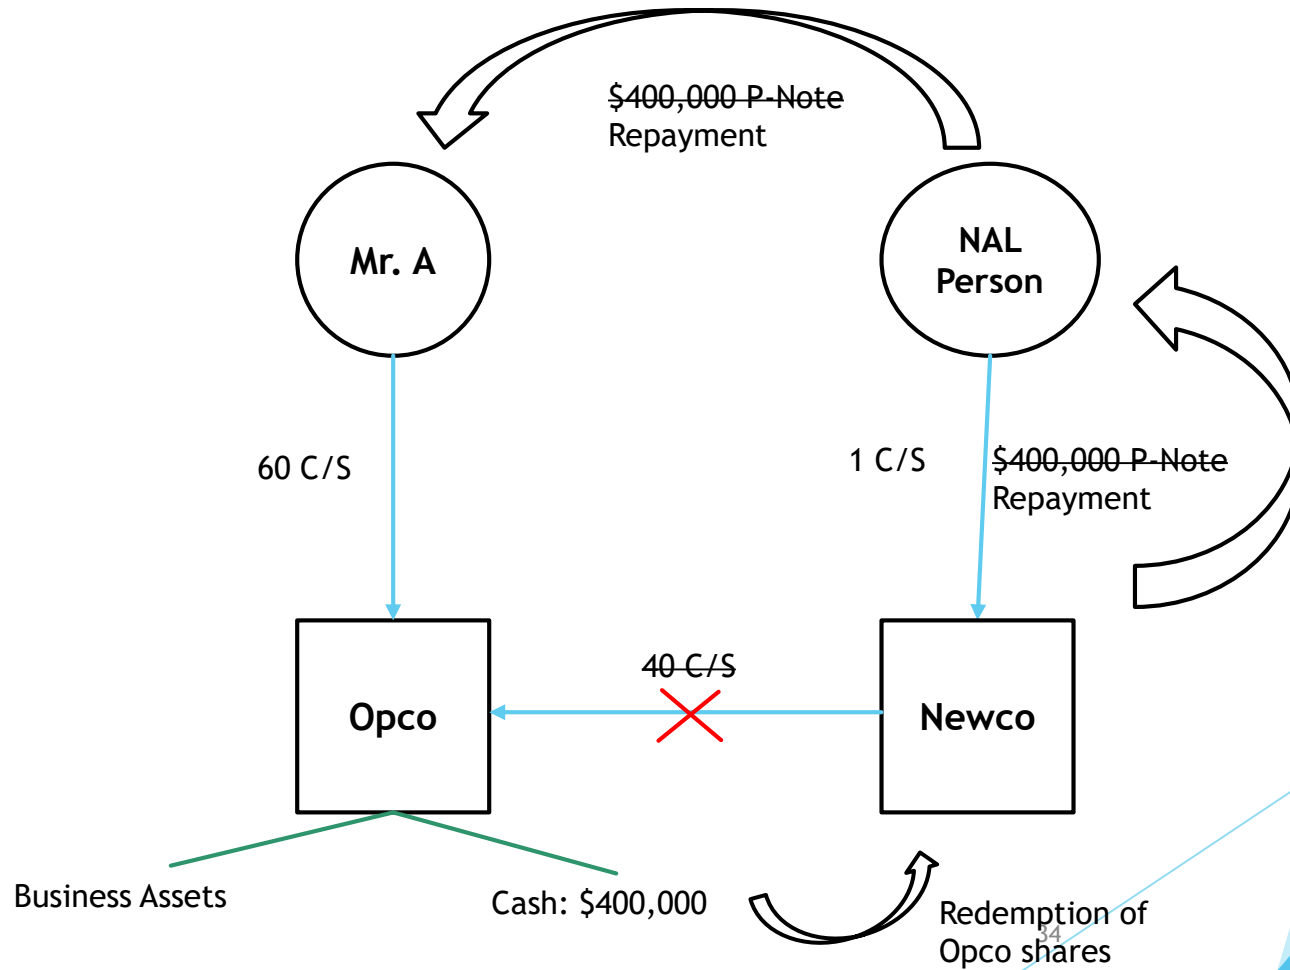 $400,000 P-Note
Repayment
Mr. A
NAL
Person
60 C/S
1 C/S
$400,000 P-Note
Repayment
40 C/S
Opco
Newco
Business Assets
Cash: $400,000
Redemption of
Opco shares
34